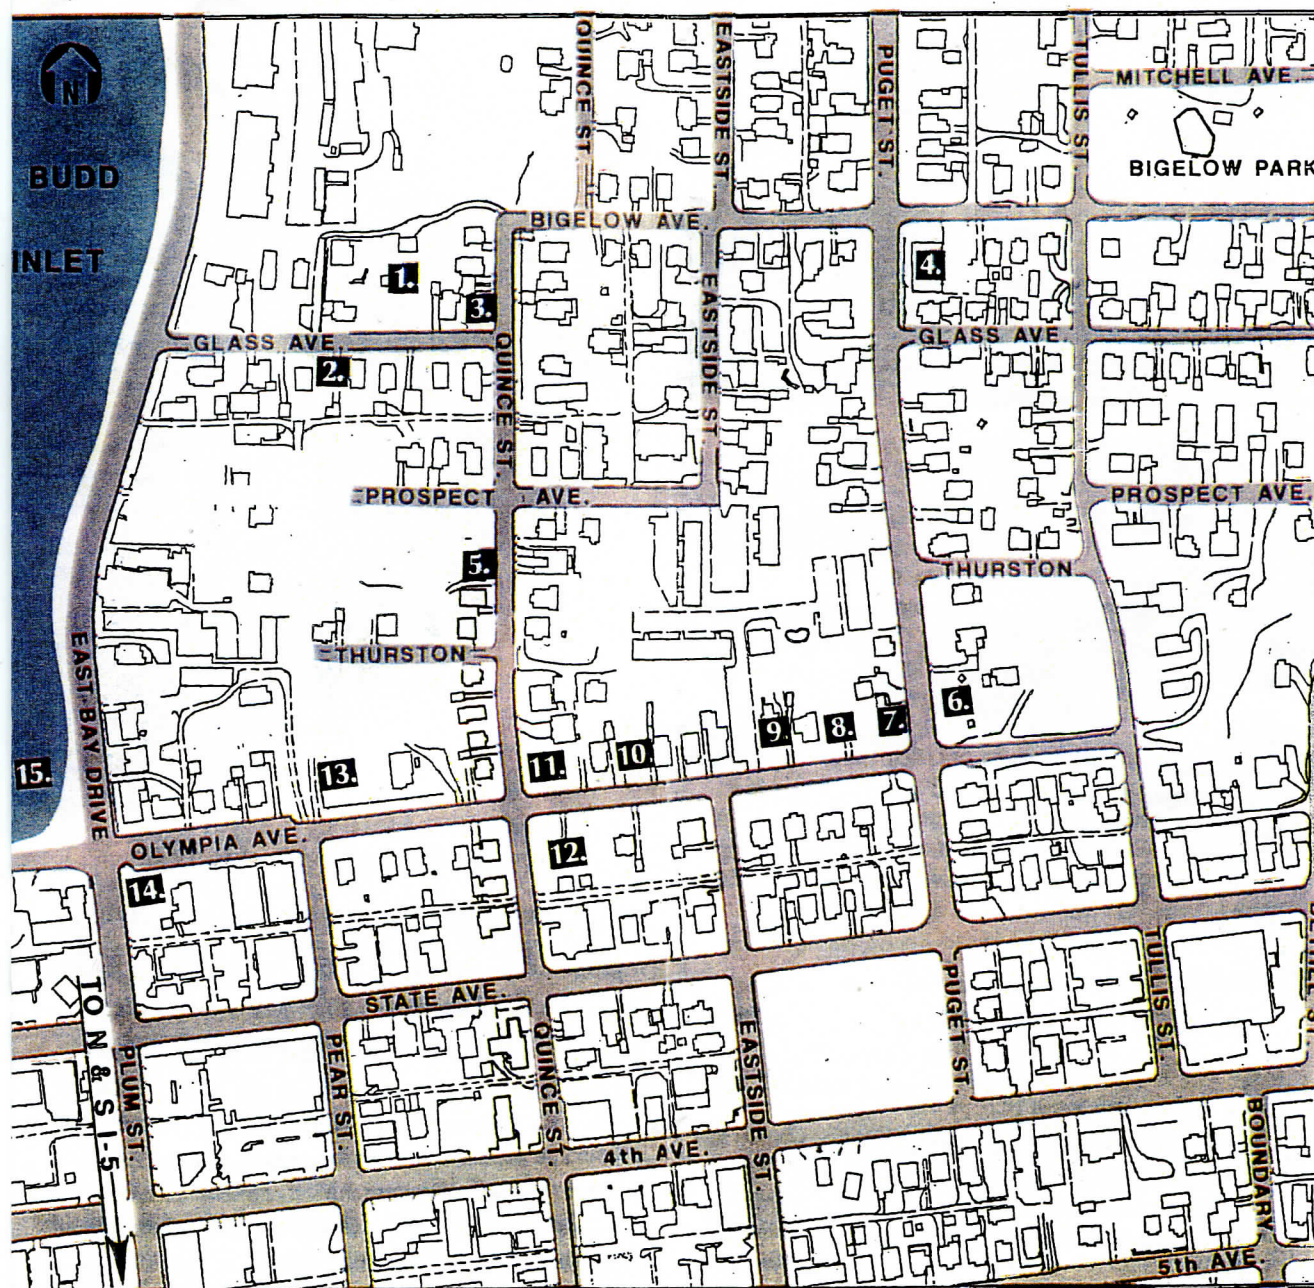 N
BUDD
INLET
QUINCE ST.
EASTSIDE ST.
PUGET ST.
TULLIS ST.
MITCHELL AVE.
BIGELOW PARK
BIGELOW AVE.
1.
3.
4.
EASTSIDE ST.
GLASS AVE.
GLASS AVE.
2.
QUINCE ST.
PROSPECT AVE.
PROSPECT AVE.
5.
THURSTON
THURSTON
EAST BAY DRIVE
6.
7.
8.
9.
10.
11.
13.
15.
OLYMPIA AVE.
12.
14.
TO N & S I-5
STATE AVE.
PLUM ST.
PEAR ST.
QUINCE ST.
EASTSIDE ST.
PUGET ST.
TULLIS ST.
4th AVE.
BOUNDARY
5th AVE.